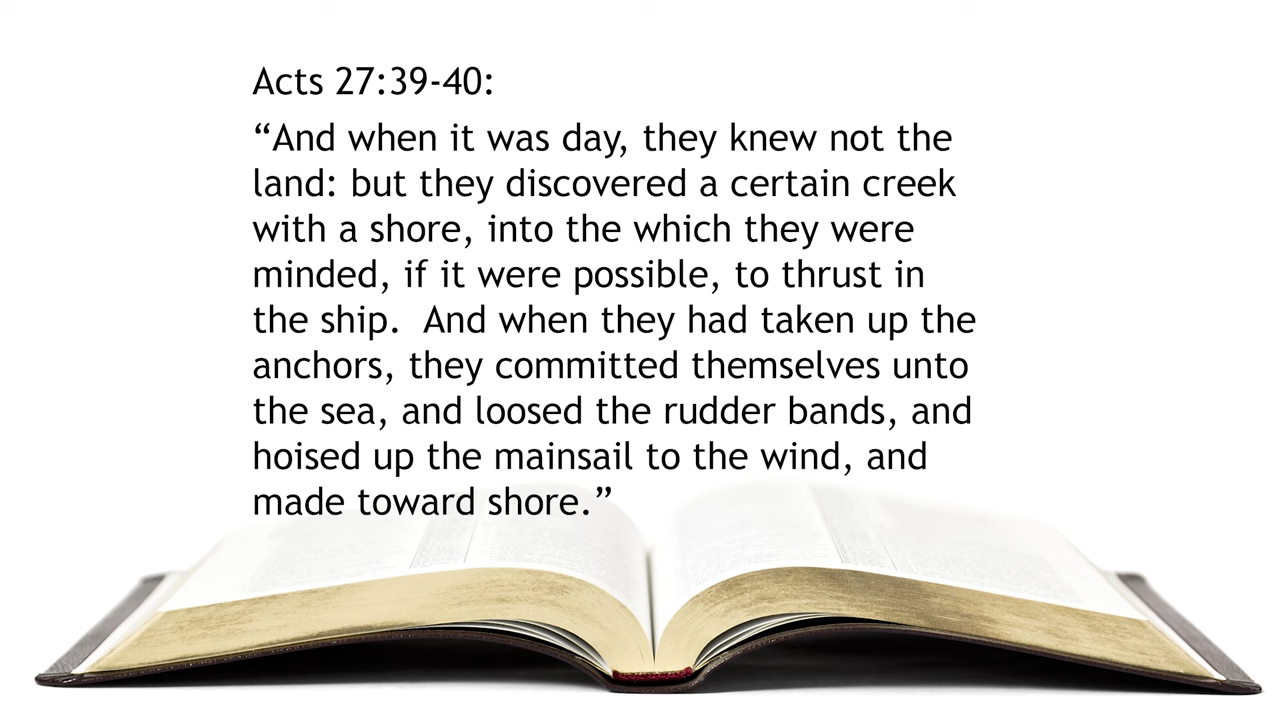 Acts 27:39-40:
“And when it was day, they knew not the
land: but they discovered a certain creek
with a shore, into the which they were
minded, if it were possible, to thrust in
the ship.  And when they had taken up the
anchors, they committed themselves unto
the sea, and loosed the rudder bands, and
hoised up the mainsail to the wind, and
made toward shore.”